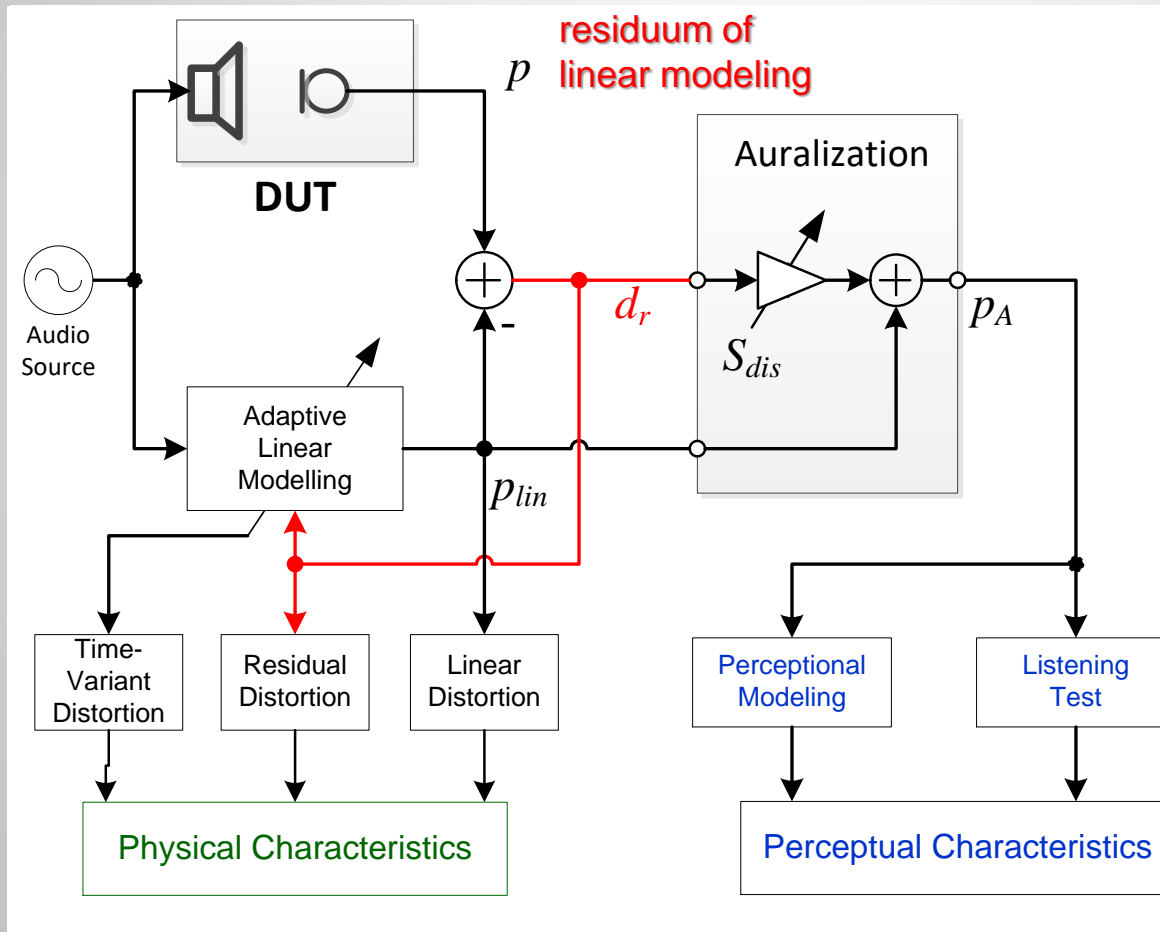 residuum of
linear modeling
p
DUT
Auralization
Audio
Source
d_r
S_dis
p_A
-
Adaptive
Linear
Modelling
p_lin
Time-
Variant
Distortion
Residual
Distortion
Linear
Distortion
Perceptional
Modeling
Listening
Test
Physical Characteristics
Perceptual Characteristics